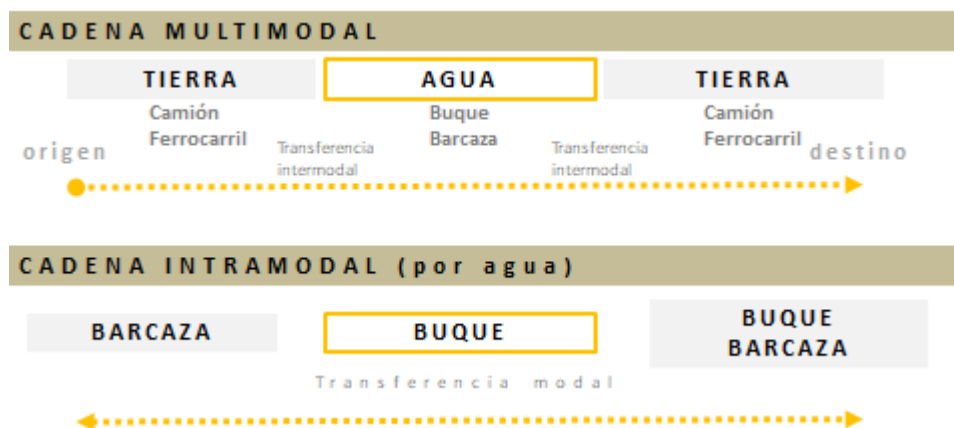 CADENA MULTIMODAL
TIERRA
AGUA
TIERRA
Camión
Ferrocarril
Buque
Barcaza
Camión
Ferrocarril
origen
Transferencia
intermodal
Transferencia
intermodal
destino
CADENA INTRAMODAL (por agua)
BARCAZA
BUQUE
BUQUE
BARCAZA
Transferencia modal